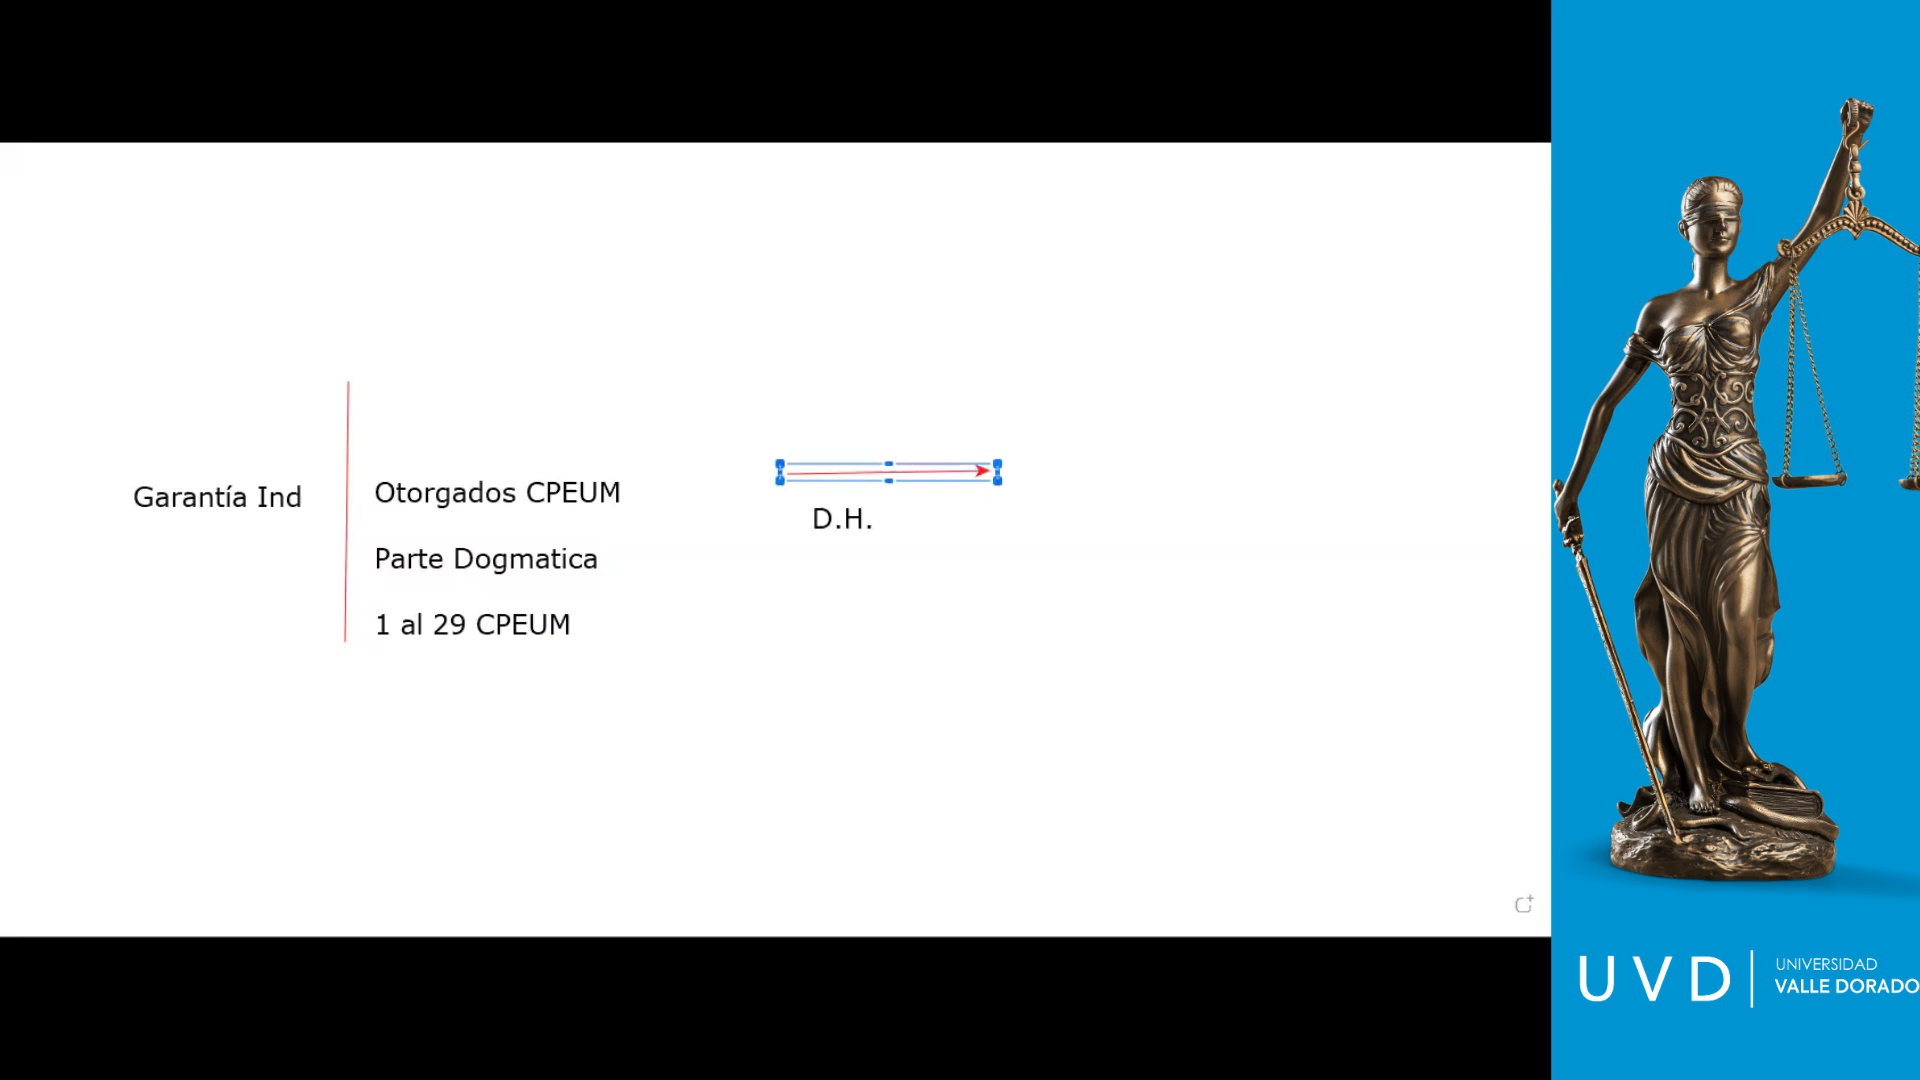 Garantía Ind
Otorgados CPEUM
Parte Dogmatica
1 al 29 CPEUM
D.H.
UVD
UNIVERSIDAD
VALLE DORADO